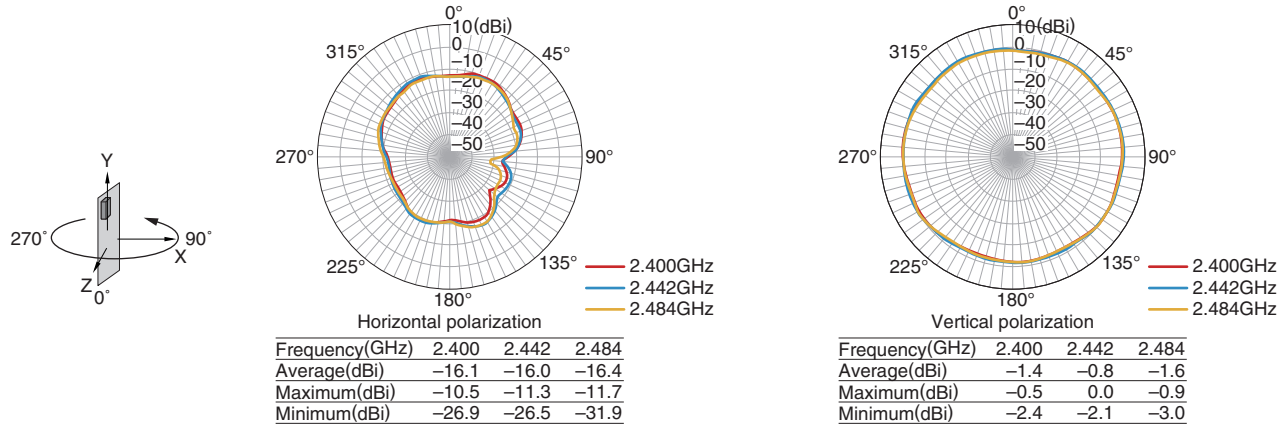 Y
270˚
90˚
X
Z
0˚
0°
10(dBi)
0
–10
–20
–30
–40
–50
45°
90°
135°
180°
225°
270°
315°
2.400GHz
2.442GHz
2.484GHz
Horizontal polarization
Frequency(GHz) 2.400 2.442 2.484
Average(dBi) –16.1 –16.0 –16.4
Maximum(dBi) –10.5 –11.3 –11.7
Minimum(dBi) –26.9 –26.5 –31.9
0°
10(dBi)
0
–10
–20
–30
–40
–50
45°
90°
135°
180°
225°
270°
315°
2.400GHz
2.442GHz
2.484GHz
Vertical polarization
Frequency(GHz) 2.400 2.442 2.484
Average(dBi) –1.4 –0.8 –1.6
Maximum(dBi) –0.5 0.0 –0.9
Minimum(dBi) –2.4 –2.1 –3.0